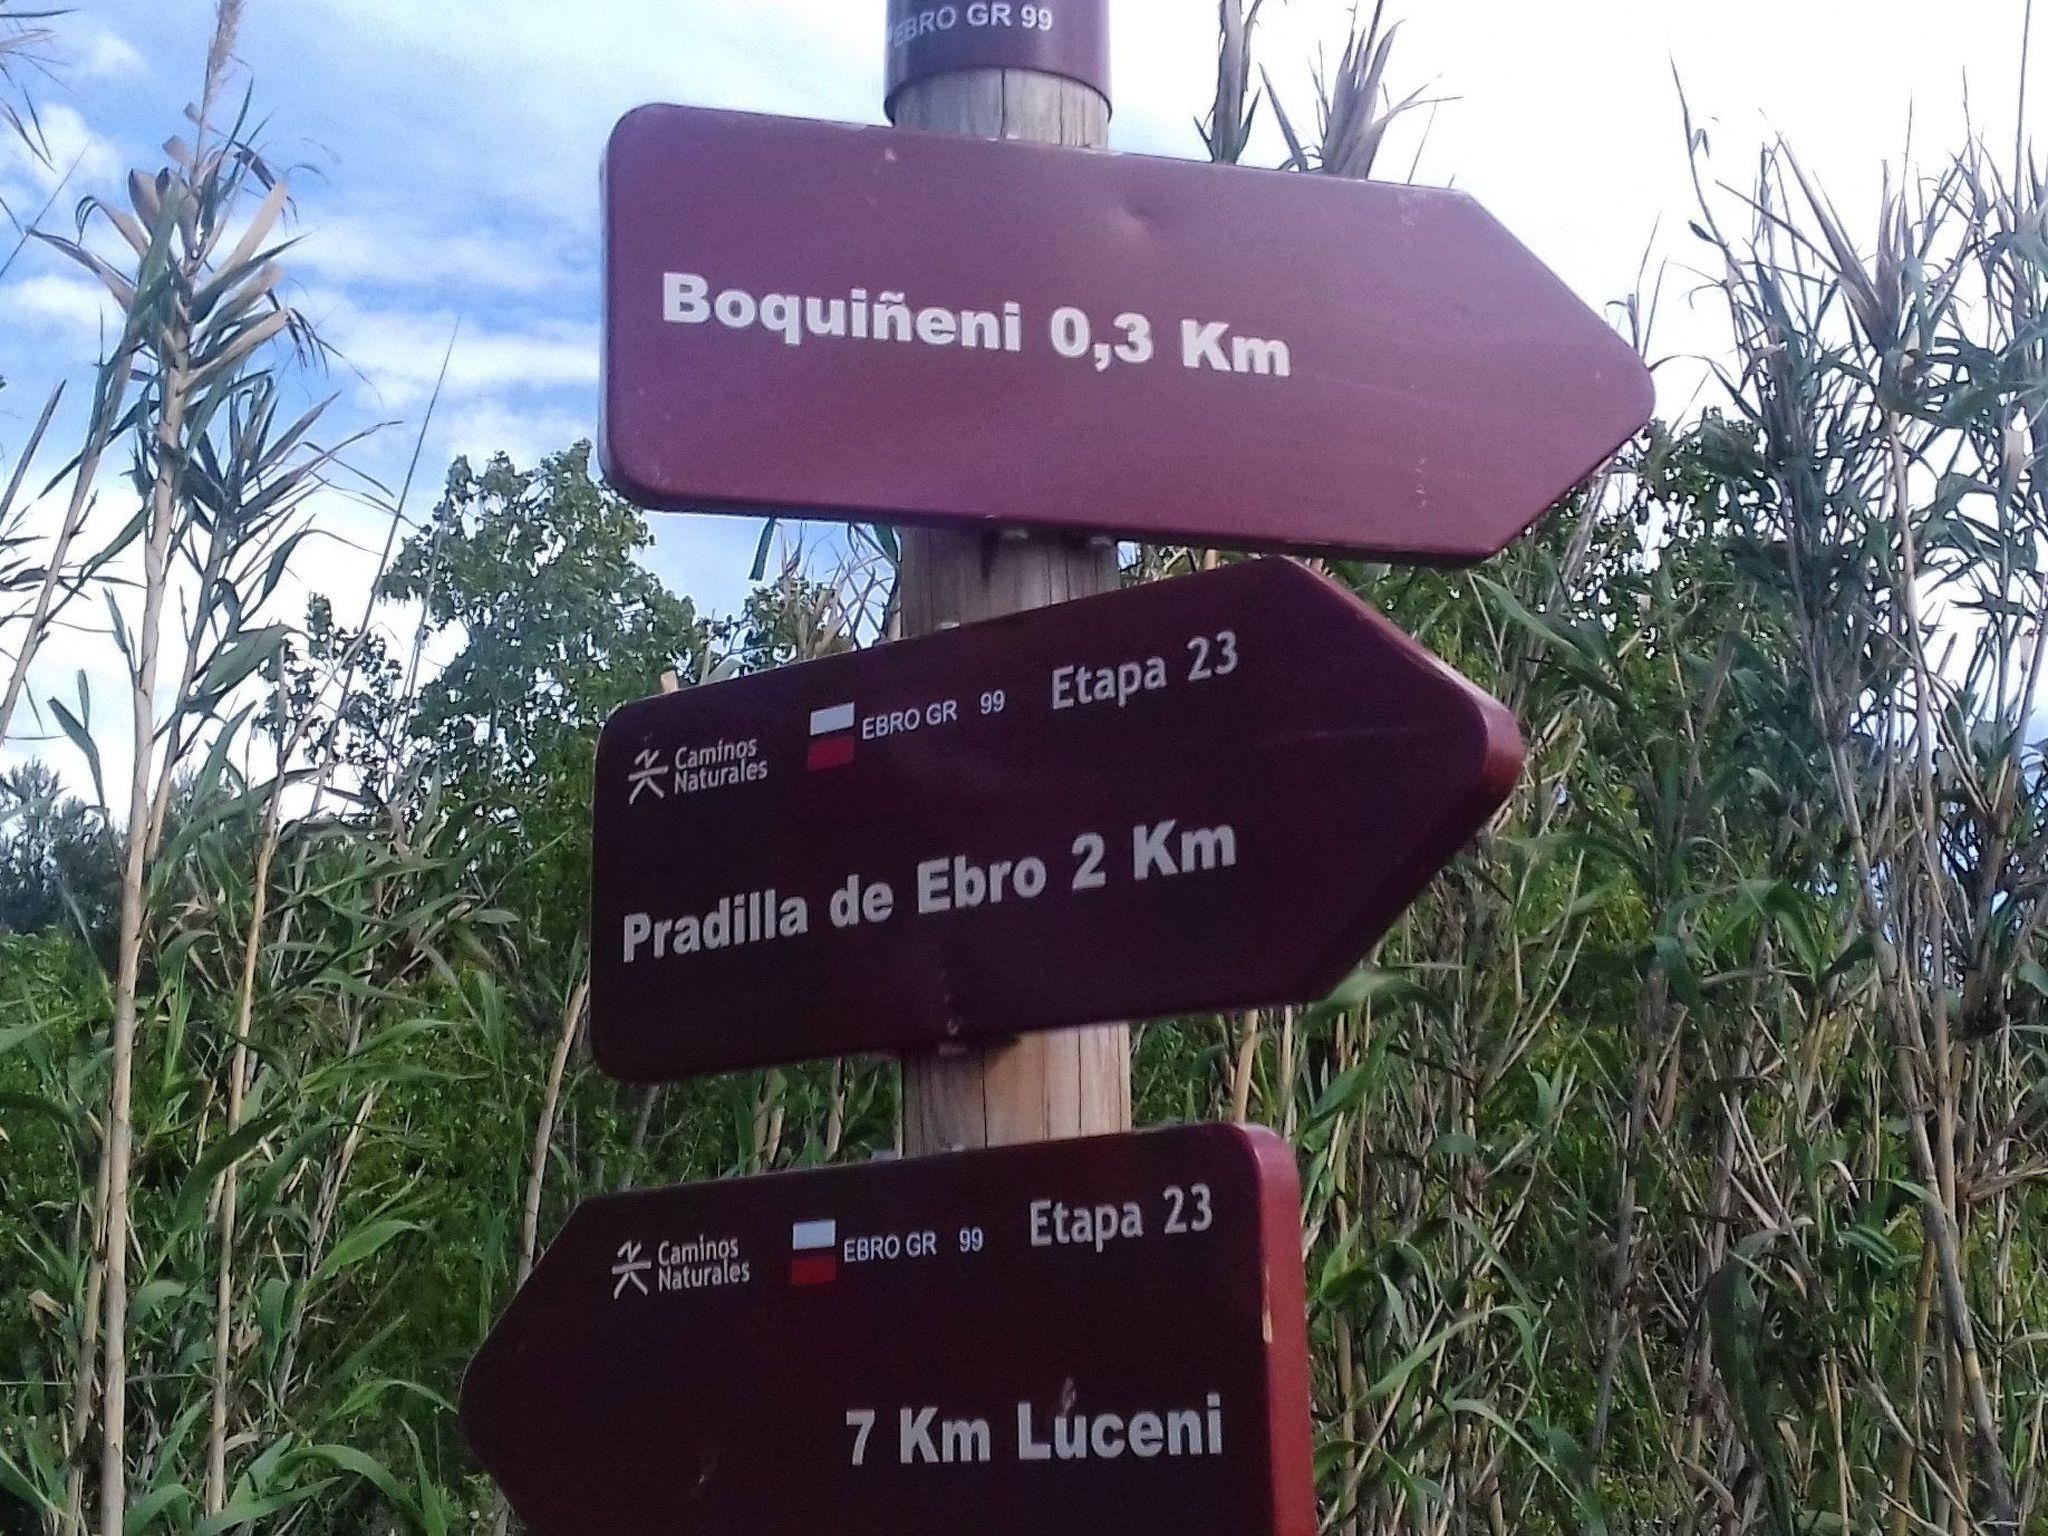 EBRO GR 99
Boquiñeni 0,3 Km
Caminos
Naturales
EBRO GR 99
Etapa 23
Pradilla de Ebro 2 Km
Caminos
Naturales
EBRO GR 99
Etapa 23
7 Km Luceni